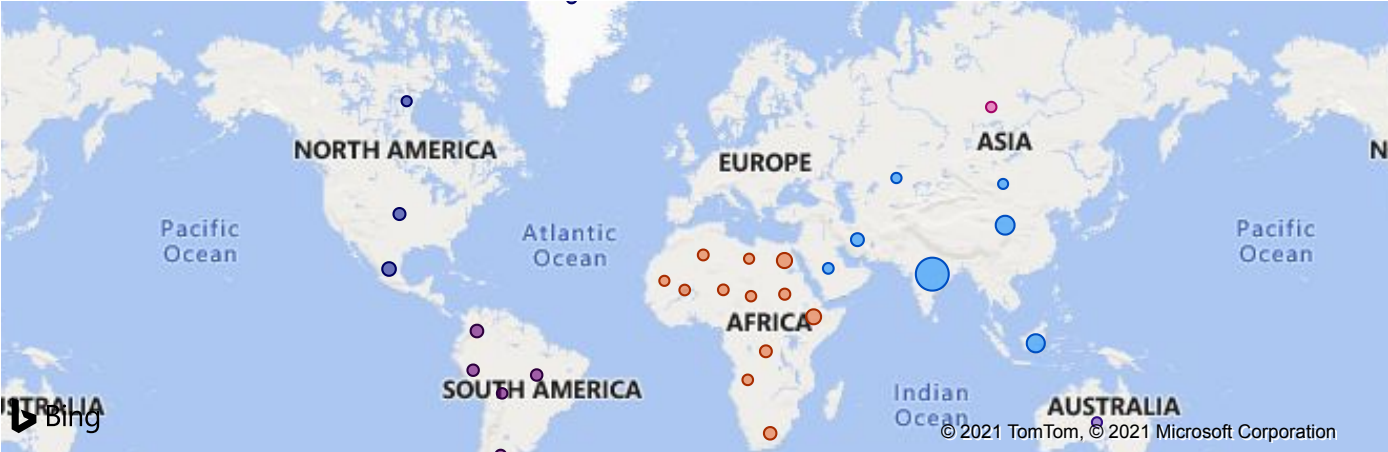 NORTH AMERICA
EUROPE
ASIA
N
Pacific
Ocean
Atlantic
Ocean
Pacific
Ocean
AFRICA
SOUTH AMERICA
Indian
Ocean
AUSTRALIA
STRALIA
Bing
© 2021 TomTom, © 2021 Microsoft Corporation